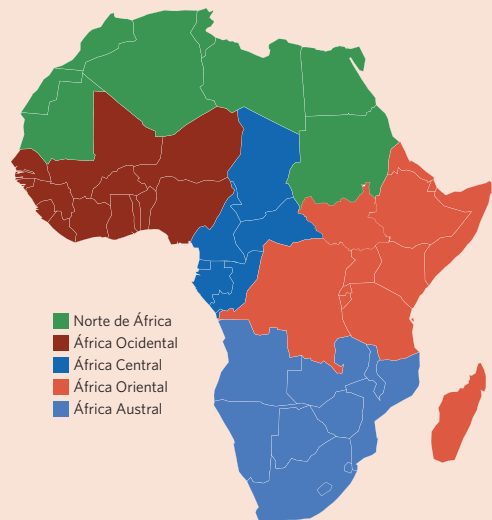 Norte de África
África Ocidental
África Central
África Oriental
África Austral